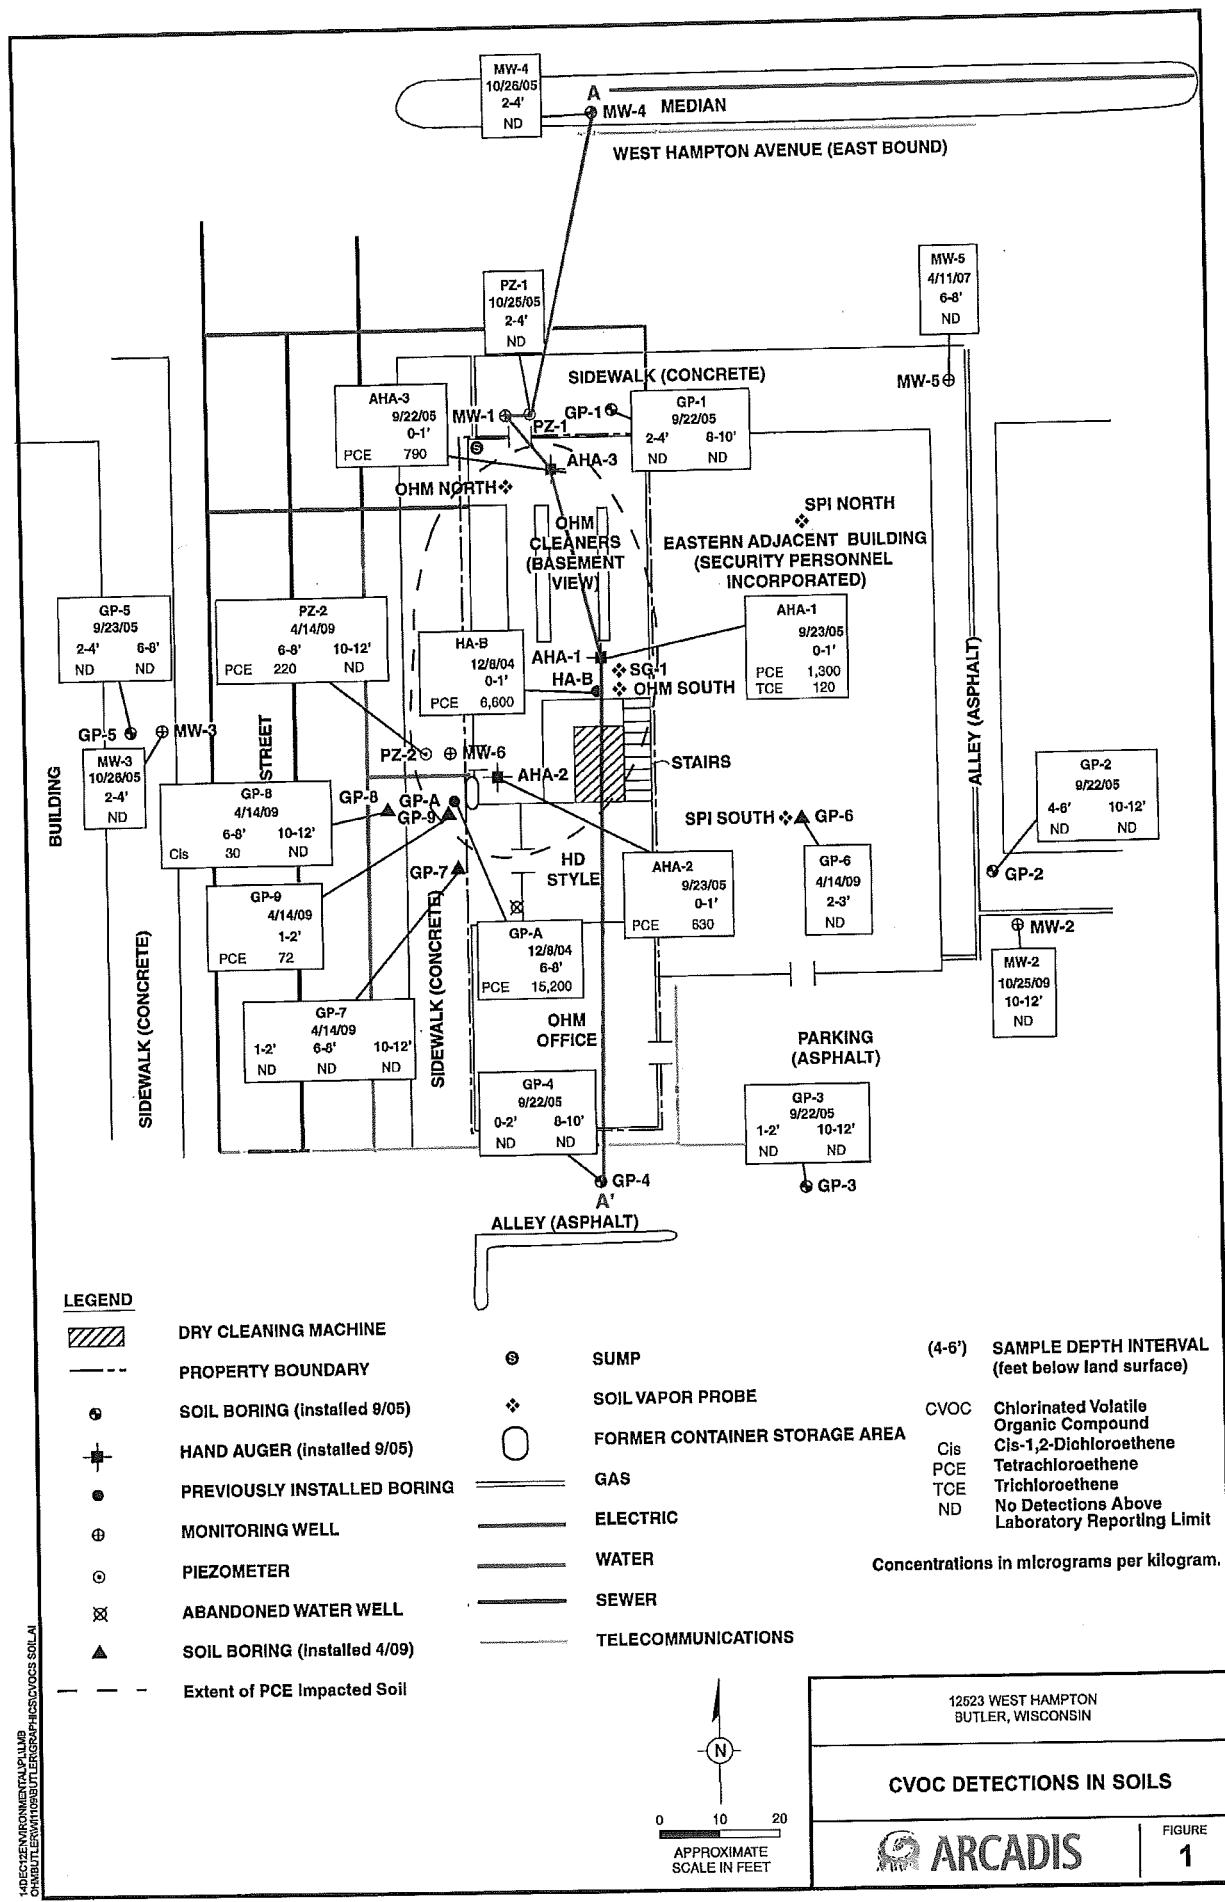 MW-4
10/26/05
2-4'
ND
A
MW-4 MEDIAN
WEST HAMPTON AVENUE (EAST BOUND)
MW-5
4/11/07
6-8'
ND
MW-5
PZ-1
10/25/05
2-4'
ND
SIDEWALK (CONCRETE)
AHA-3
9/22/05
0-1'
PCE 790
MW-1
PZ-1
GP-1
GP-1
9/22/05
2-4' 8-10'
ND ND
S
AHA-3
OHM NORTH
OHM
CLEANERS
(BASEMENT
VIEW)
SPI NORTH
EASTERN ADJACENT BUILDING
(SECURITY PERSONNEL
INCORPORATED)
GP-5
9/23/05
2-4' 6-8'
ND ND
PZ-2
4/14/09
6-8' 10-12'
PCE 220 ND
HA-B
12/8/04
0-1'
PCE 6,600
AHA-1
9/23/05
0-1'
PCE 1,300
TCE 120
AHA-1
HA-B
SG-1
OHM SOUTH
GP-5
MW-3
MW-3
10/26/05
2-4'
ND
BUILDING
STREET
PZ-2
MW-6
AHA-2
STAIRS
ALLEY (ASPHALT)
GP-8
4/14/09
6-8' 10-12'
Cis 30 ND
GP-8
GP-A
GP-9
SPI SOUTH
GP-6
GP-2
9/22/05
4-6' 10-12'
ND ND
GP-2
GP-9
4/14/09
1-2'
PCE 72
GP-7
HD
STYLE
AHA-2
9/23/05
0-1'
PCE 630
GP-6
4/14/09
2-3'
ND
MW-2
MW-2
10/25/09
10-12'
ND
GP-A
12/8/04
6-8'
PCE 15,200
SIDEWALK (CONCRETE)
SIDEWALK (CONCRETE)
GP-7
4/14/09
1-2' 6-8' 10-12'
ND ND ND
OHM
OFFICE
PARKING
(ASPHALT)
GP-4
9/22/05
0-2' 8-10'
ND ND
GP-3
9/22/05
1-2' 10-12'
ND ND
GP-4
GP-3
A'
ALLEY (ASPHALT)
LEGEND
DRY CLEANING MACHINE
PROPERTY BOUNDARY
SOIL BORING (installed 9/05)
HAND AUGER (installed 9/05)
PREVIOUSLY INSTALLED BORING
MONITORING WELL
PIEZOMETER
ABANDONED WATER WELL
SOIL BORING (installed 4/09)
Extent of PCE Impacted Soil
S SUMP
SOIL VAPOR PROBE
FORMER CONTAINER STORAGE AREA
GAS
ELECTRIC
WATER
SEWER
TELECOMMUNICATIONS
(4-6') SAMPLE DEPTH INTERVAL
(feet below land surface)
CVOC Chlorinated Volatile
Organic Compound
Cis Cis-1,2-Dichloroethene
PCE Tetrachloroethene
TCE Trichloroethene
ND No Detections Above
Laboratory Reporting Limit
Concentrations in micrograms per kilogram.
N
0 10 20
APPROXIMATE
SCALE IN FEET
12523 WEST HAMPTON
BUTLER, WISCONSIN
CVOC DETECTIONS IN SOILS
ARCADIS
FIGURE
1